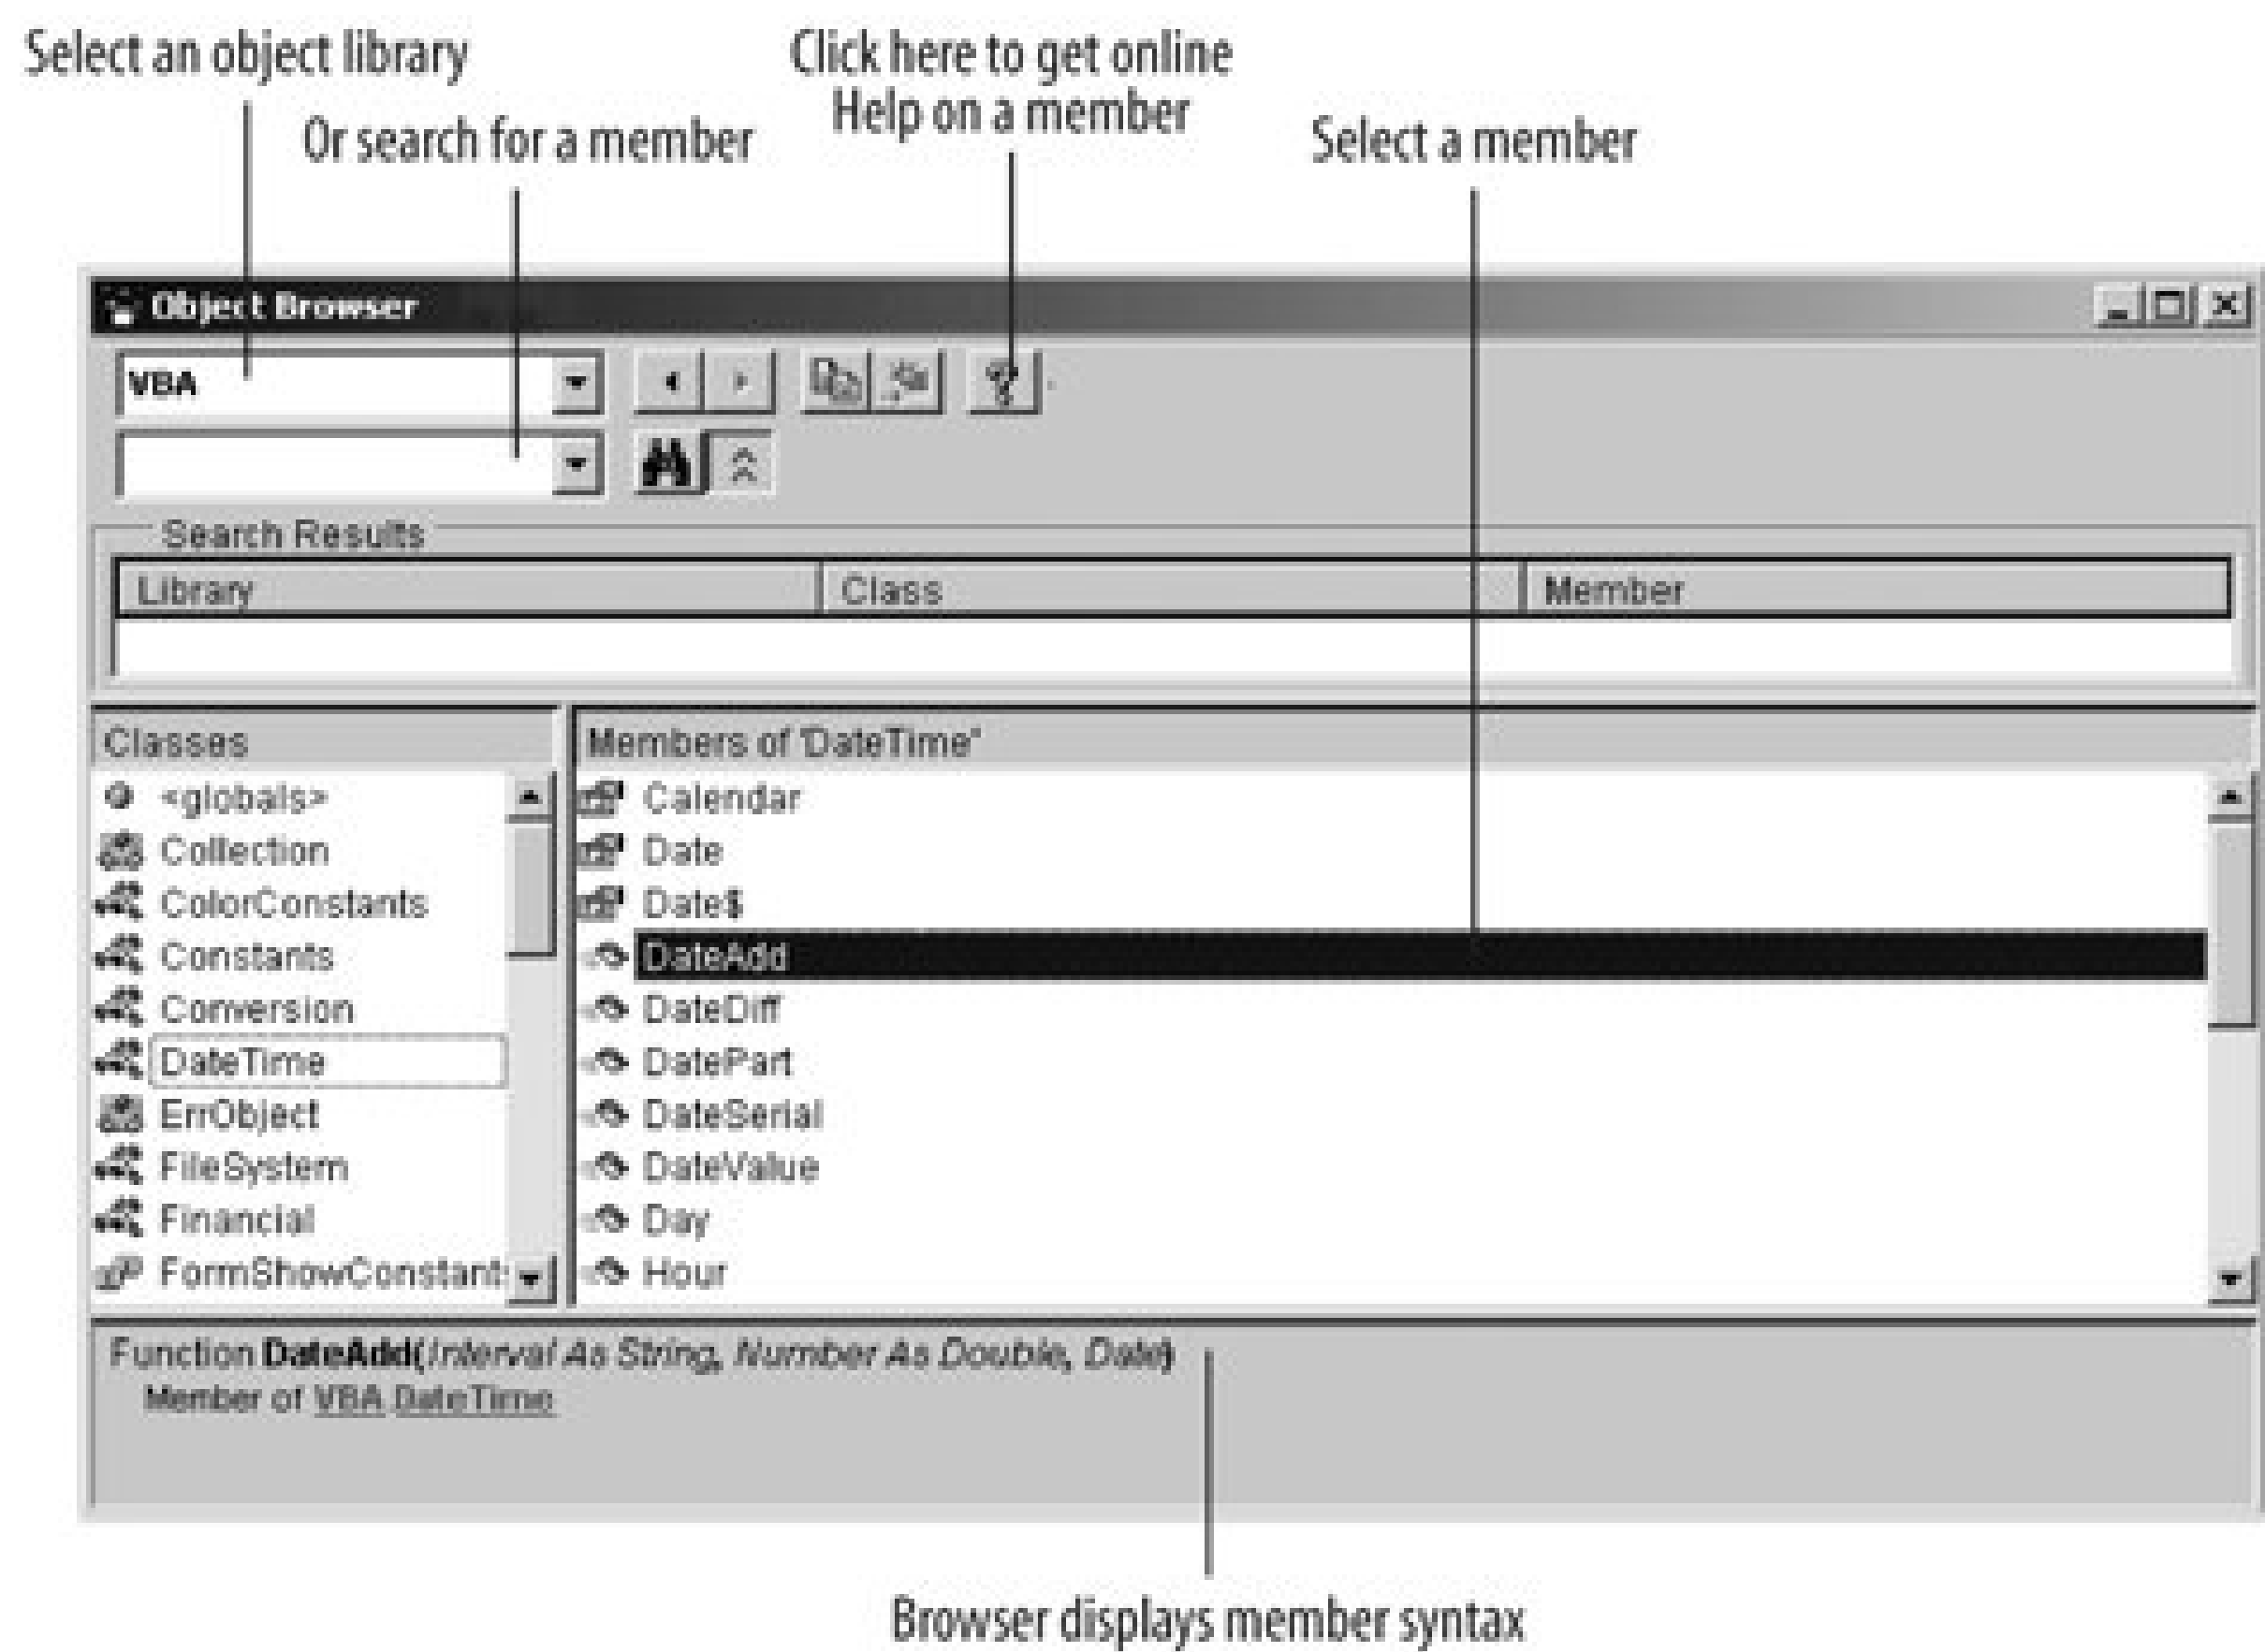 Select an object library
Click here to get online
Help on a member
Or search for a member
Select a member
Object Browser
VBA
Search Results
Library Class Member
Classes
Members of 'DateTime'
<globals>
Collection
ColorConstants
Constants
Conversion
DateTime
ErrObject
FileSystem
Financial
FormShowConstant
Calendar
Date
Date$
DateAdd
DateDiff
DatePart
DateSerial
DateValue
Day
Hour
Function DateAdd(Interval As String, Number As Double, Date)
Member of VBA.DateTime
Browser displays member syntax